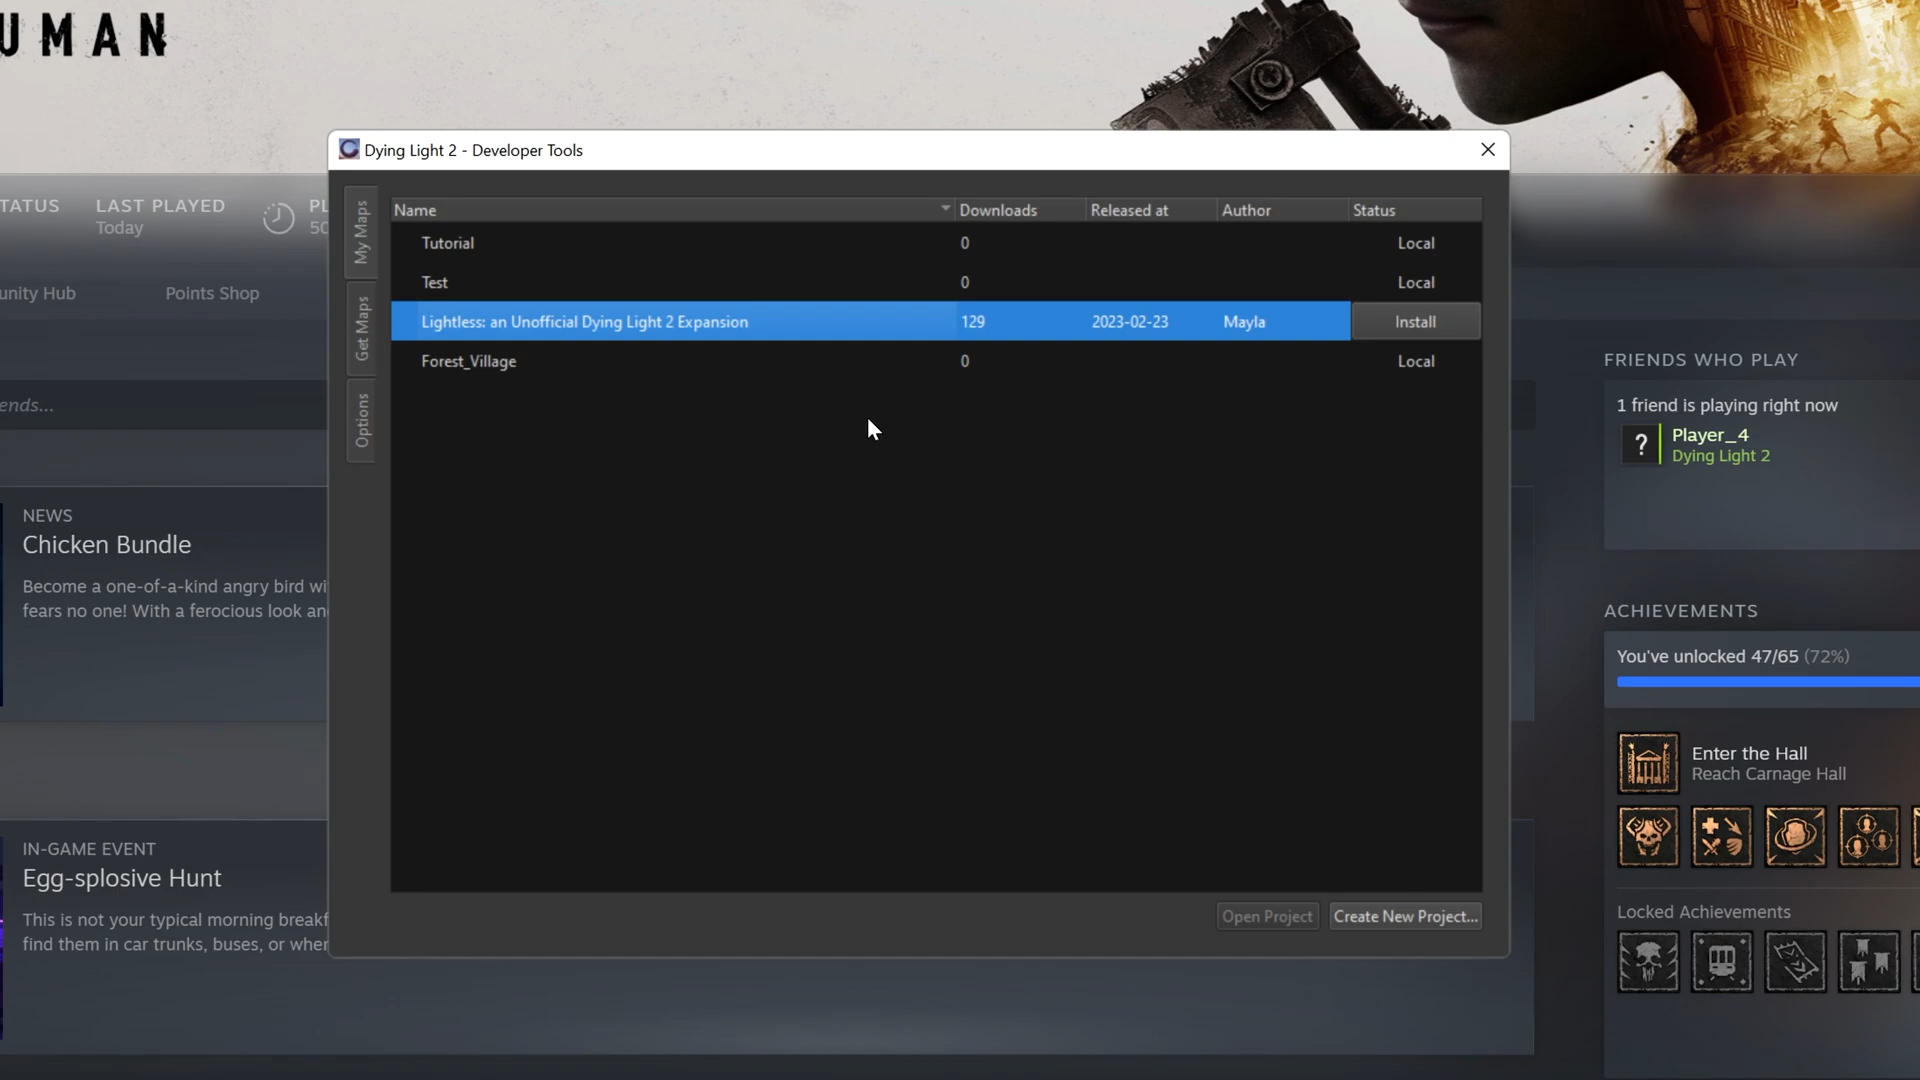 UMAN
Dying Light 2 - Developer Tools
TATUS
LAST PLAYED
Today
PL
50
unity Hub
Points Shop
ends...
My Maps
Get Maps
Options
Name
Downloads
Released at
Author
Status
Tutorial
0
Local
Test
0
Local
Lightless: an Unofficial Dying Light 2 Expansion
129
2023-02-23
Mayla
Install
Forest_Village
0
Local
Open Project
Create New Project...
NEWS
Chicken Bundle
Become a one-of-a-kind angry bird wi
fears no one! With a ferocious look an
IN-GAME EVENT
Egg-splosive Hunt
This is not your typical morning breakf
find them in car trunks, buses, or wher
FRIENDS WHO PLAY
1 friend is playing right now
?
Player_4
Dying Light 2
ACHIEVEMENTS
You've unlocked 47/65 (72%)
Enter the Hall
Reach Carnage Hall
Locked Achievements